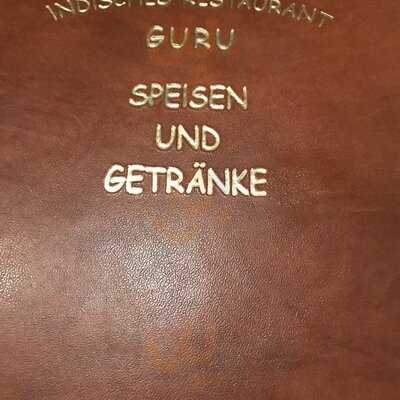 INDISCHES RESTAURANT
GURU
SPEISEN
UND
GETRÄNKE